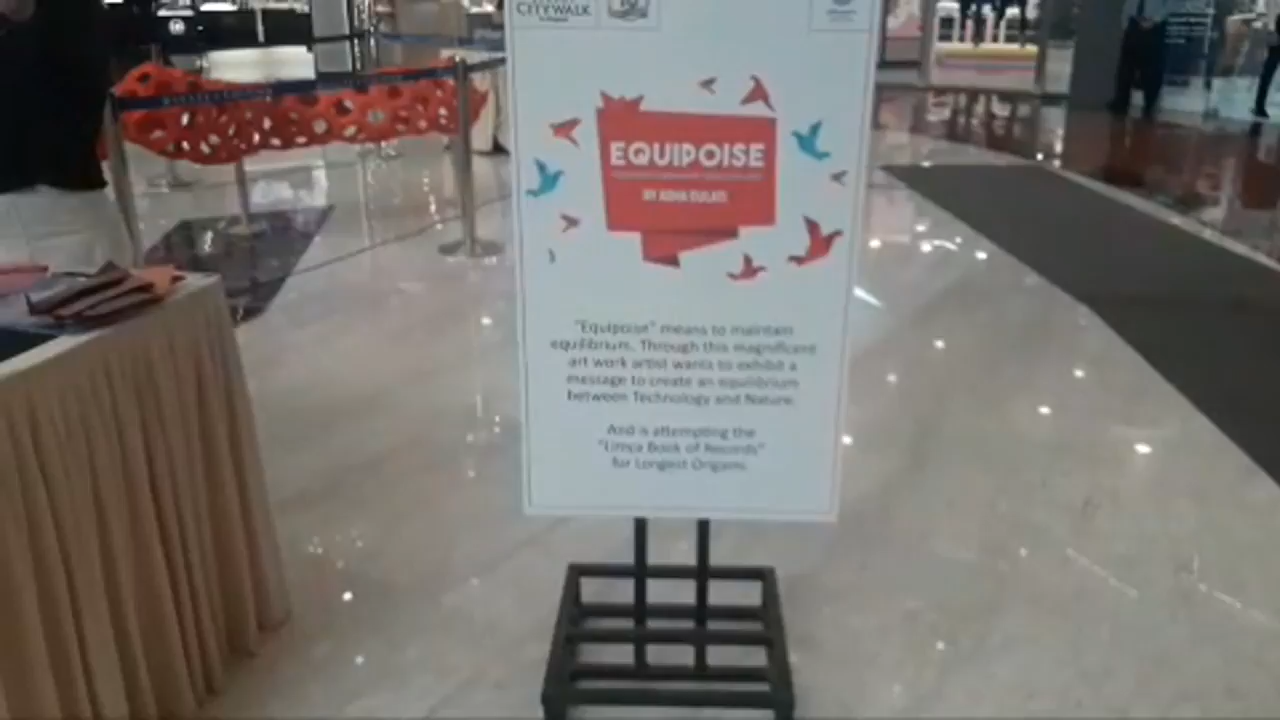 CITYWALK
EQUIPOISE
BY
"Equipoise" means to maintain
equilibrium. Through this magnificent
art work artist wants to exhibit a
message to create an equilibrium
between Technology and Nature.
And is attempting the
"Limca Book of Records"
for Longest Origami.